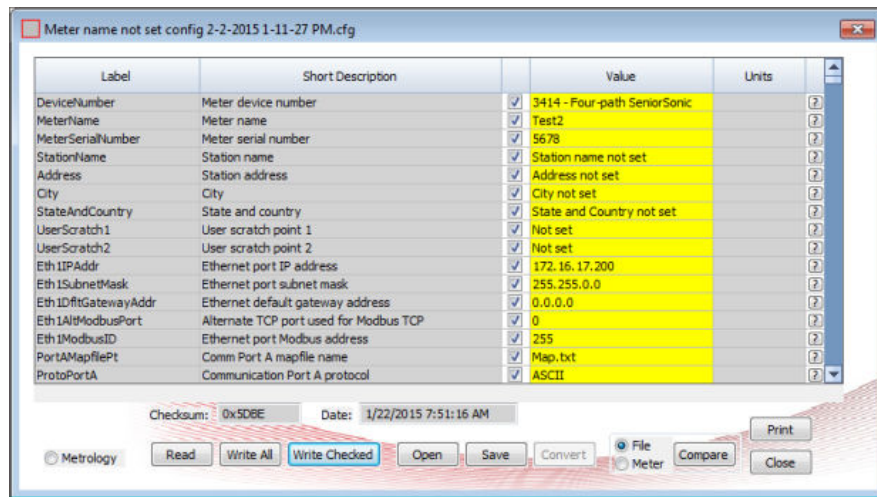 Meter name not set config 2-2-2015 1-11-27 PM.cfg
Label Short Description Value Units
DeviceNumber Meter device number 3414 - Four-path SeniorSonic ?
MeterName Meter name Test2 ?
MeterSerialNumber Meter serial number 5678 ?
StationName Station name Station name not set ?
Address Station address Address not set ?
City City City not set ?
StateAndCountry State and country State and Country not set ?
UserScratch1 User scratch point 1 Not set ?
UserScratch2 User scratch point 2 Not set ?
Eth1IPAddr Ethernet port IP address 172.16.17.200 ?
Eth1SubnetMask Ethernet port subnet mask 255.255.0.0 ?
Eth1DfltGatewayAddr Ethernet default gateway address 0.0.0.0 ?
Eth1AltModbusPort Alternate TCP port used for Modbus TCP 0 ?
Eth1ModbusID Ethernet port Modbus address 255 ?
PortAMapfilePt Comm Port A mapfile name Map.txt ?
ProtoPortA Communication Port A protocol ASCII ?
Checksum: 0x5D8E Date: 1/22/2015 7:51:16 AM
Print
Metrology Read Write All Write Checked Open Save Convert File Meter Compare Close